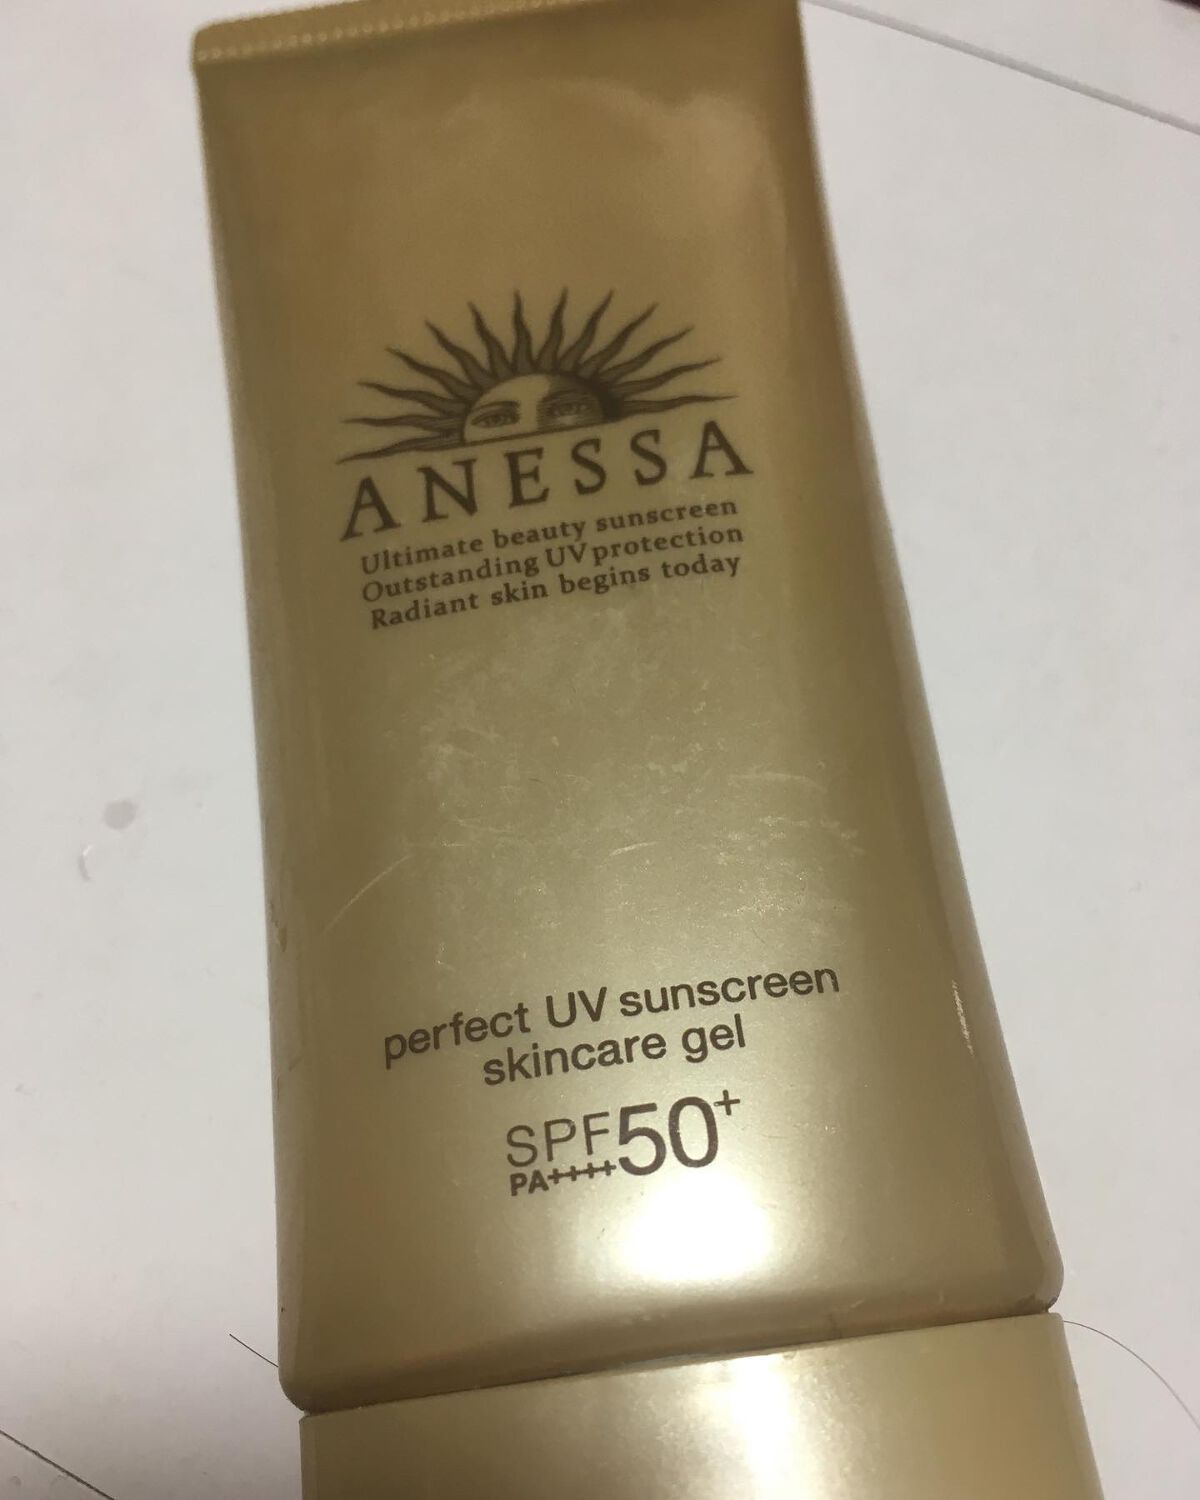 ANESSA
Ultimate beauty sunscreen
Outstanding UV protection
Radiant skin begins today
perfect UV sunscreen
skincare gel
SPF50+
PA++++